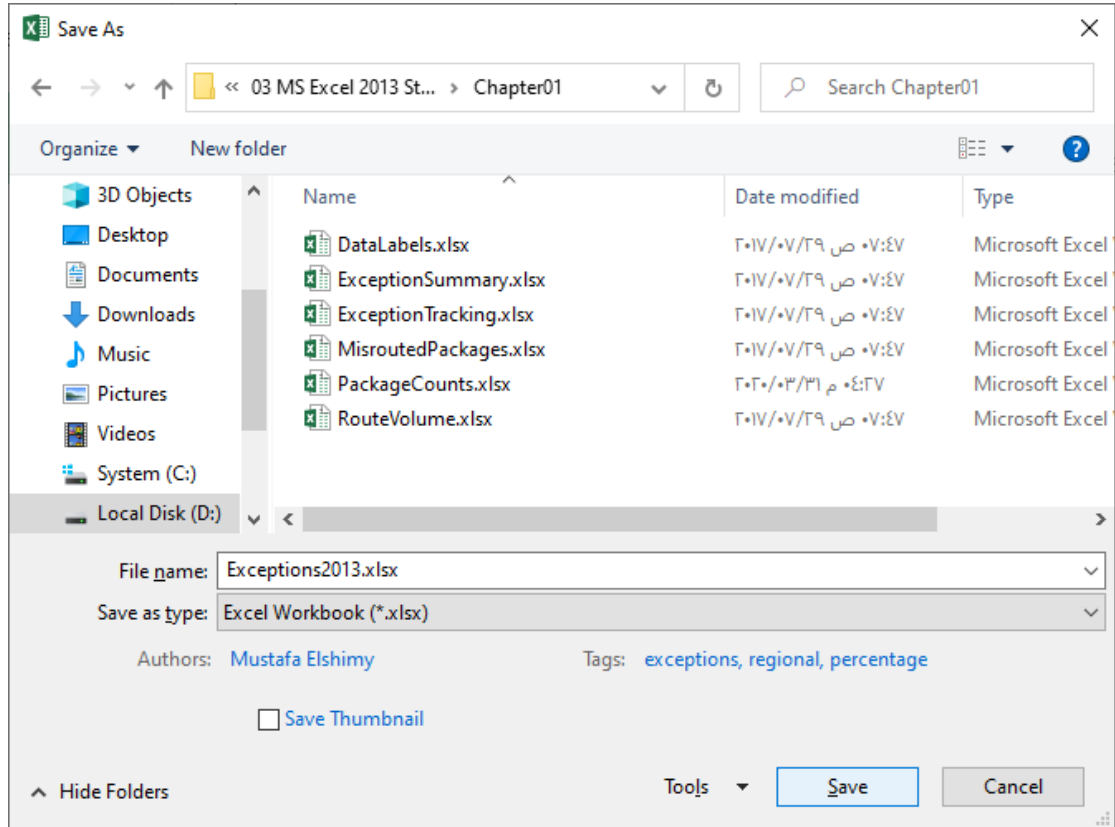 Save As
« 03 MS Excel 2013 St... › Chapter01 Search Chapter01
Organize New folder
3D Objects
Desktop
Documents
Downloads
Music
Pictures
Videos
System (C:)
Local Disk (D:)
Name Date modified Type
DataLabels.xlsx ٢٠١٧/٠٧/٢٩ ص ٠٧:٤٧ Microsoft Excel
ExceptionSummary.xlsx ٢٠١٧/٠٧/٢٩ ص ٠٧:٤٧ Microsoft Excel
ExceptionTracking.xlsx ٢٠١٧/٠٧/٢٩ ص ٠٧:٤٧ Microsoft Excel
MisroutedPackages.xlsx ٢٠١٧/٠٧/٢٩ ص ٠٧:٤٧ Microsoft Excel
PackageCounts.xlsx ٢٠٢٠/٠٣/٣١ م ٠٤:٢٧ Microsoft Excel
RouteVolume.xlsx ٢٠١٧/٠٧/٢٩ ص ٠٧:٤٧ Microsoft Excel
File name: Exceptions2013.xlsx
Save as type: Excel Workbook (*.xlsx)
Authors: Mustafa Elshimy Tags: exceptions, regional, percentage
Save Thumbnail
Hide Folders Tools Save Cancel